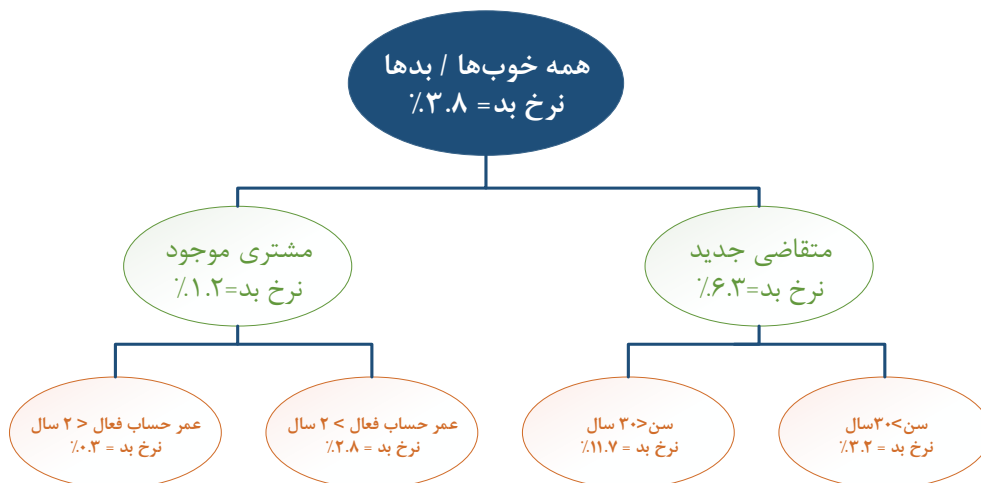 همه خوب‌ها / بدها
نرخ بد= ۳.۸٪
مشتری موجود
نرخ بد=۱.۲٪
متقاضی جدید
نرخ بد=۶.۳٪
عمر حساب فعال > ۲ سال
نرخ بد = ۰.۳٪
عمر حساب فعال < ۲ سال
نرخ بد = ۲.۸٪
سن<۳۰ سال
نرخ بد = ۱۱.۷٪
سن>۳۰سال
نرخ بد = ۳.۲٪